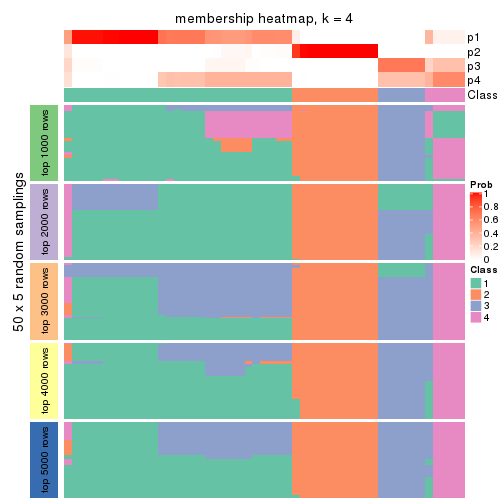 membership heatmap, k = 4
p1
p2
p3
p4
Class
50 x 5 random samplings
top 1000 rows
top 2000 rows
top 3000 rows
top 4000 rows
top 5000 rows
Prob
1
0.8
0.6
0.4
0.2
0
Class
1
2
3
4